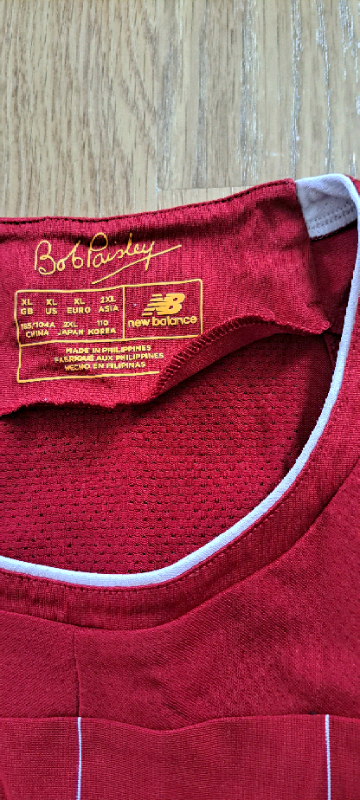 Bob Paisley
XL XL XL 2XL
GB US EURO ASIA
185/104A 2XL 110
CHINA JAPAN KOREA
NB
new balance
MADE IN PHILIPPINES
FABRIQUÉ AUX PHILIPPINES
HECHO EN FILIPINAS